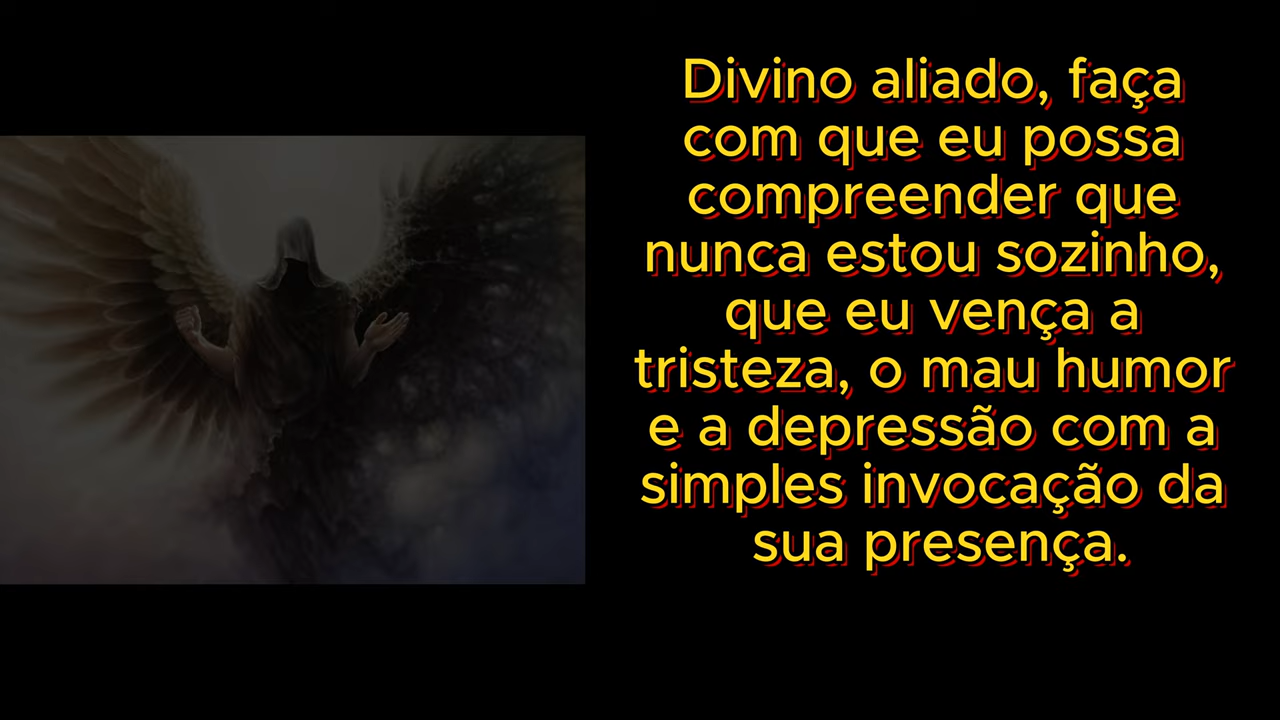 Divino aliado, faça
com que eu possa
compreender que
nunca estou sozinho,
que eu vença a
tristeza, o mau humor
e a depressão com a
simples invocação da
sua presença.